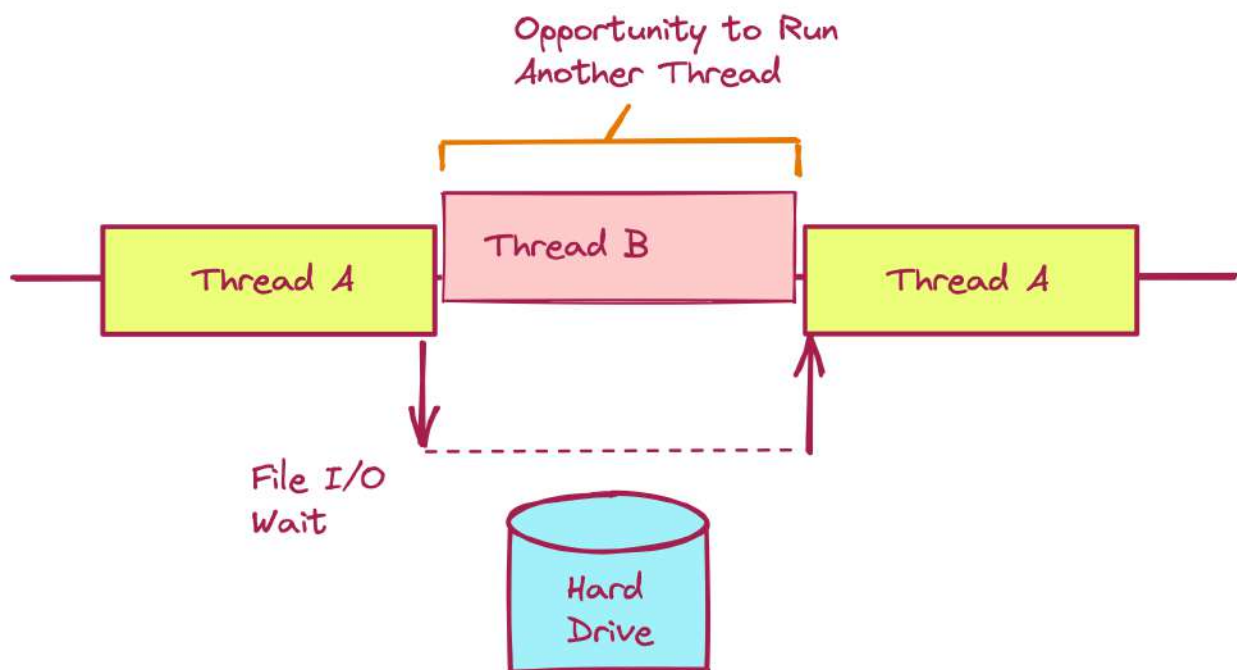 Opportunity to Run
Another Thread
Thread A
Thread B
Thread A
File I/O
Wait
Hard
Drive